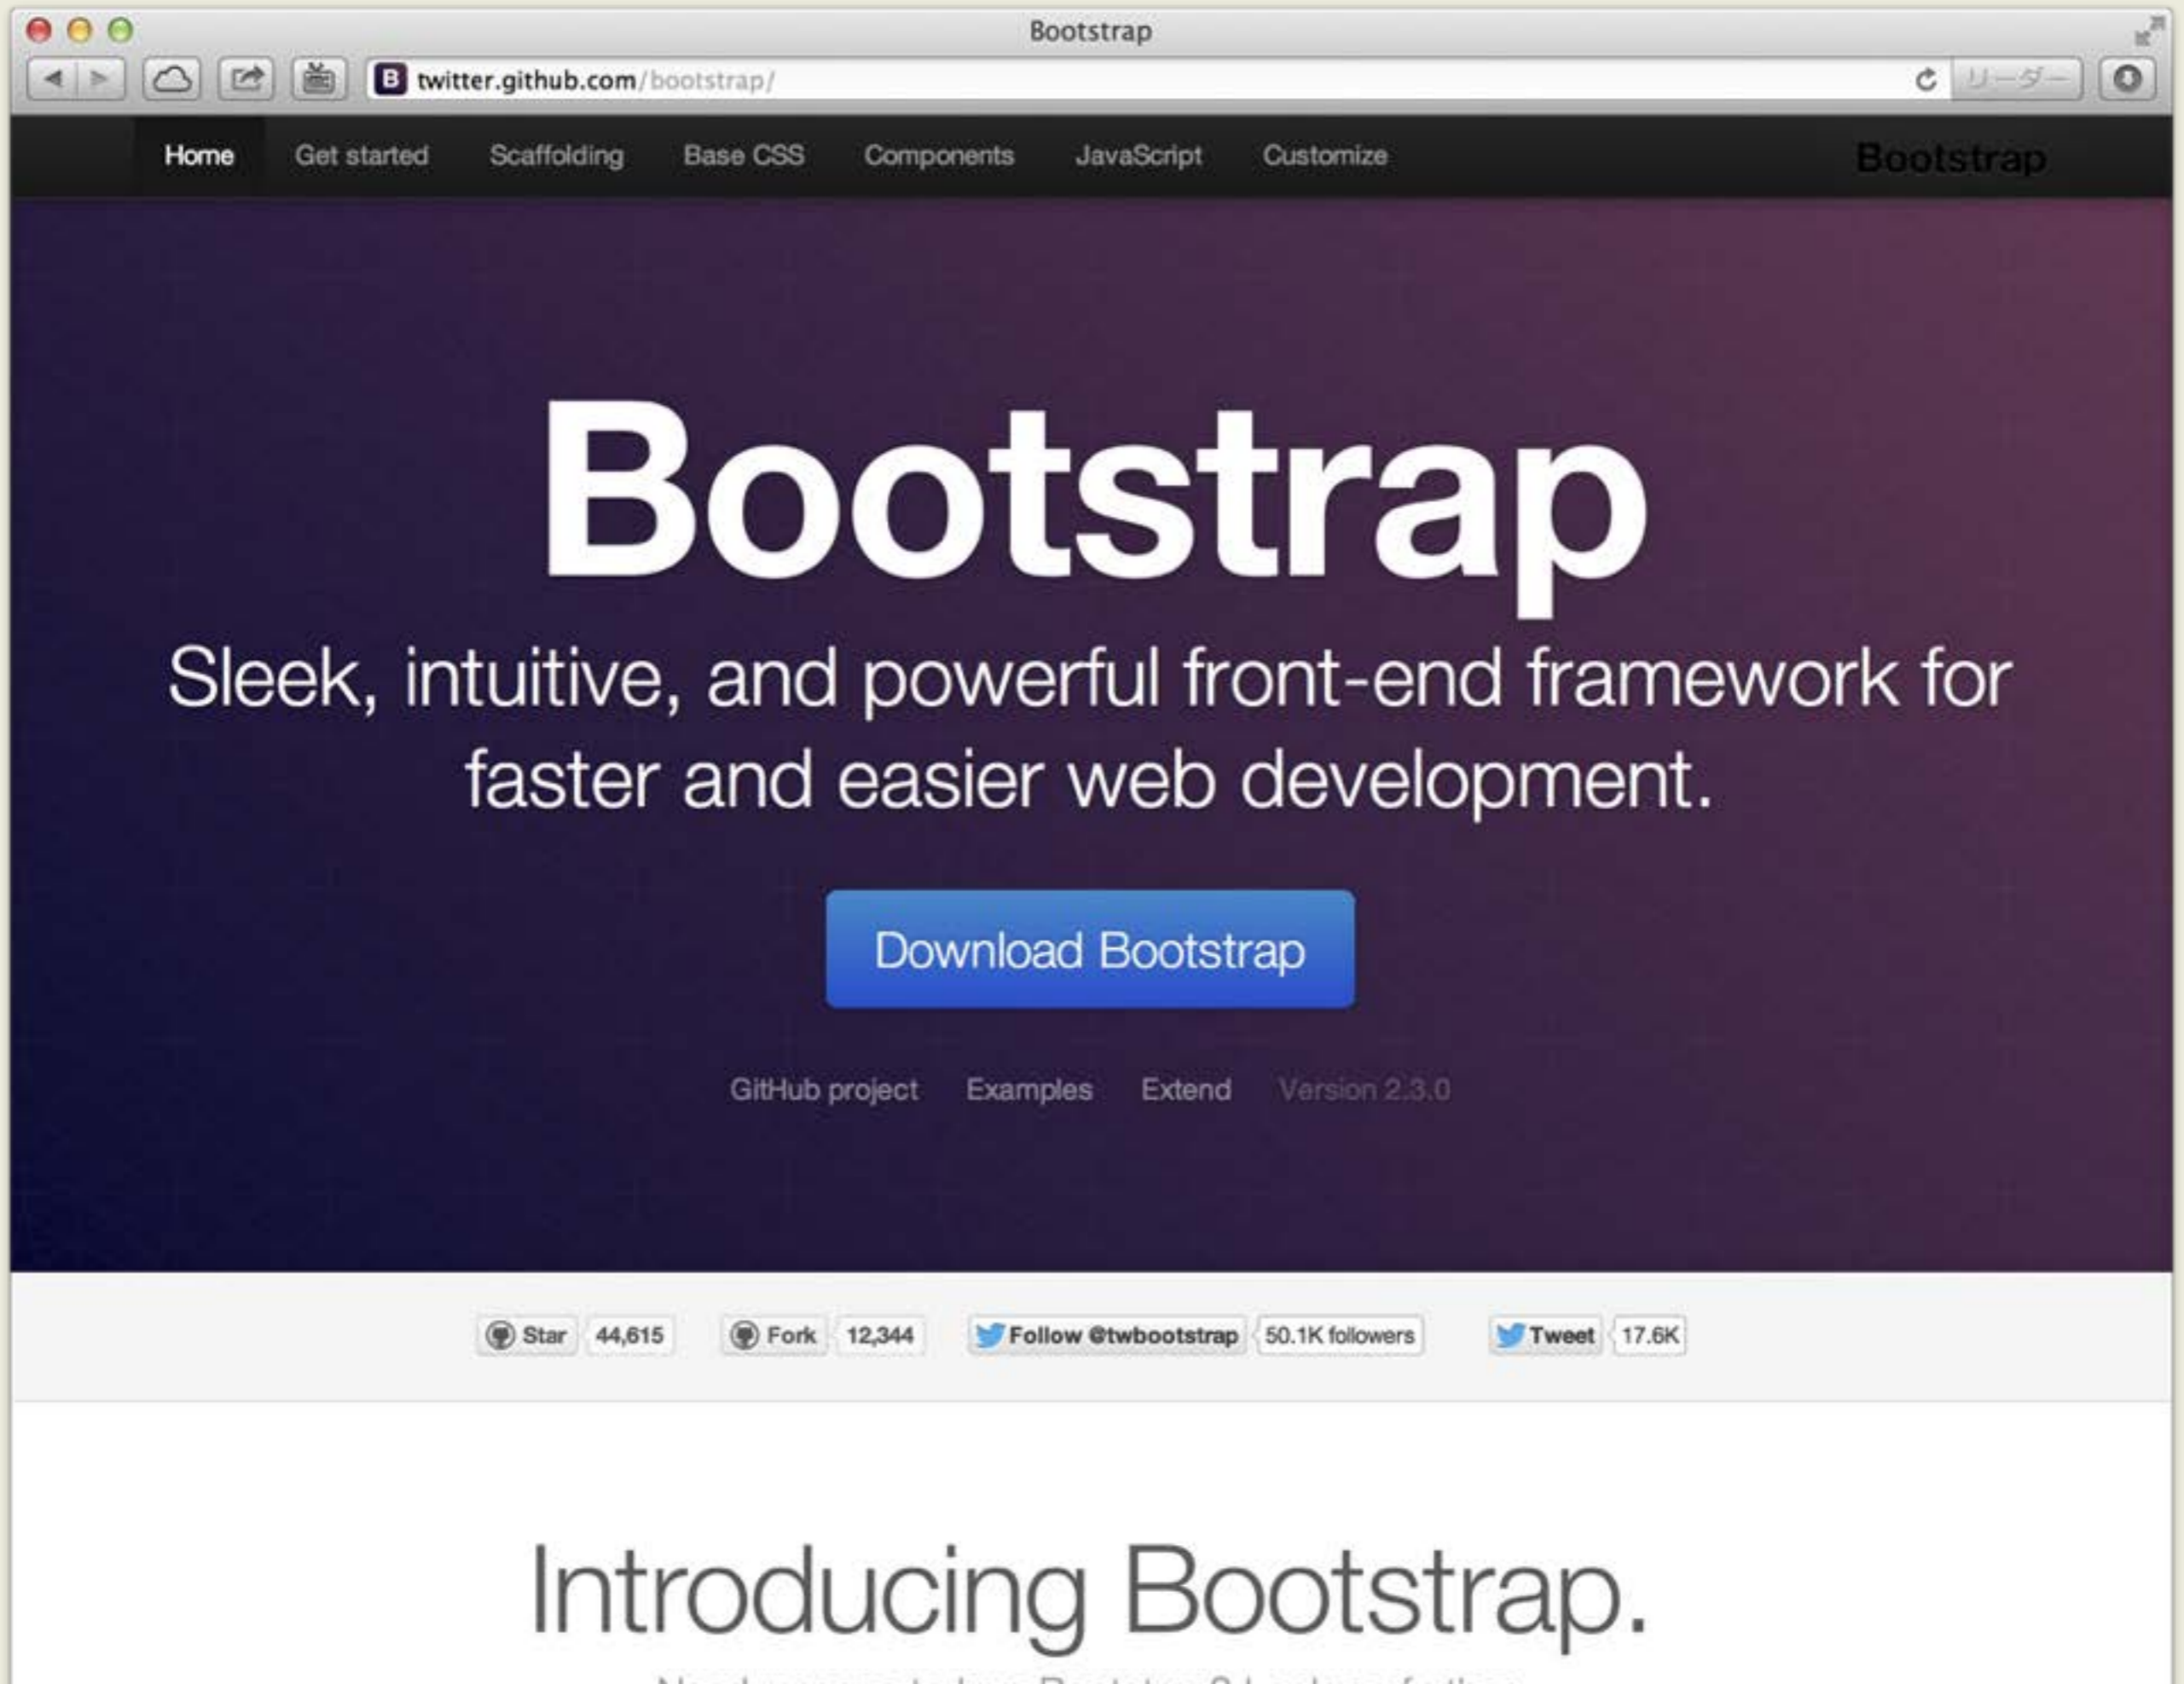 Bootstrap
twitter.github.com/bootstrap/
リーダー
Home Get started Scaffolding Base CSS Components JavaScript Customize Bootstrap
Bootstrap
Sleek, intuitive, and powerful front-end framework for
faster and easier web development.
Download Bootstrap
GitHub project Examples Extend Version 2.3.0
Star 44,615 Fork 12,344 Follow @twbootstrap 50.1K followers Tweet 17.6K
Introducing Bootstrap.